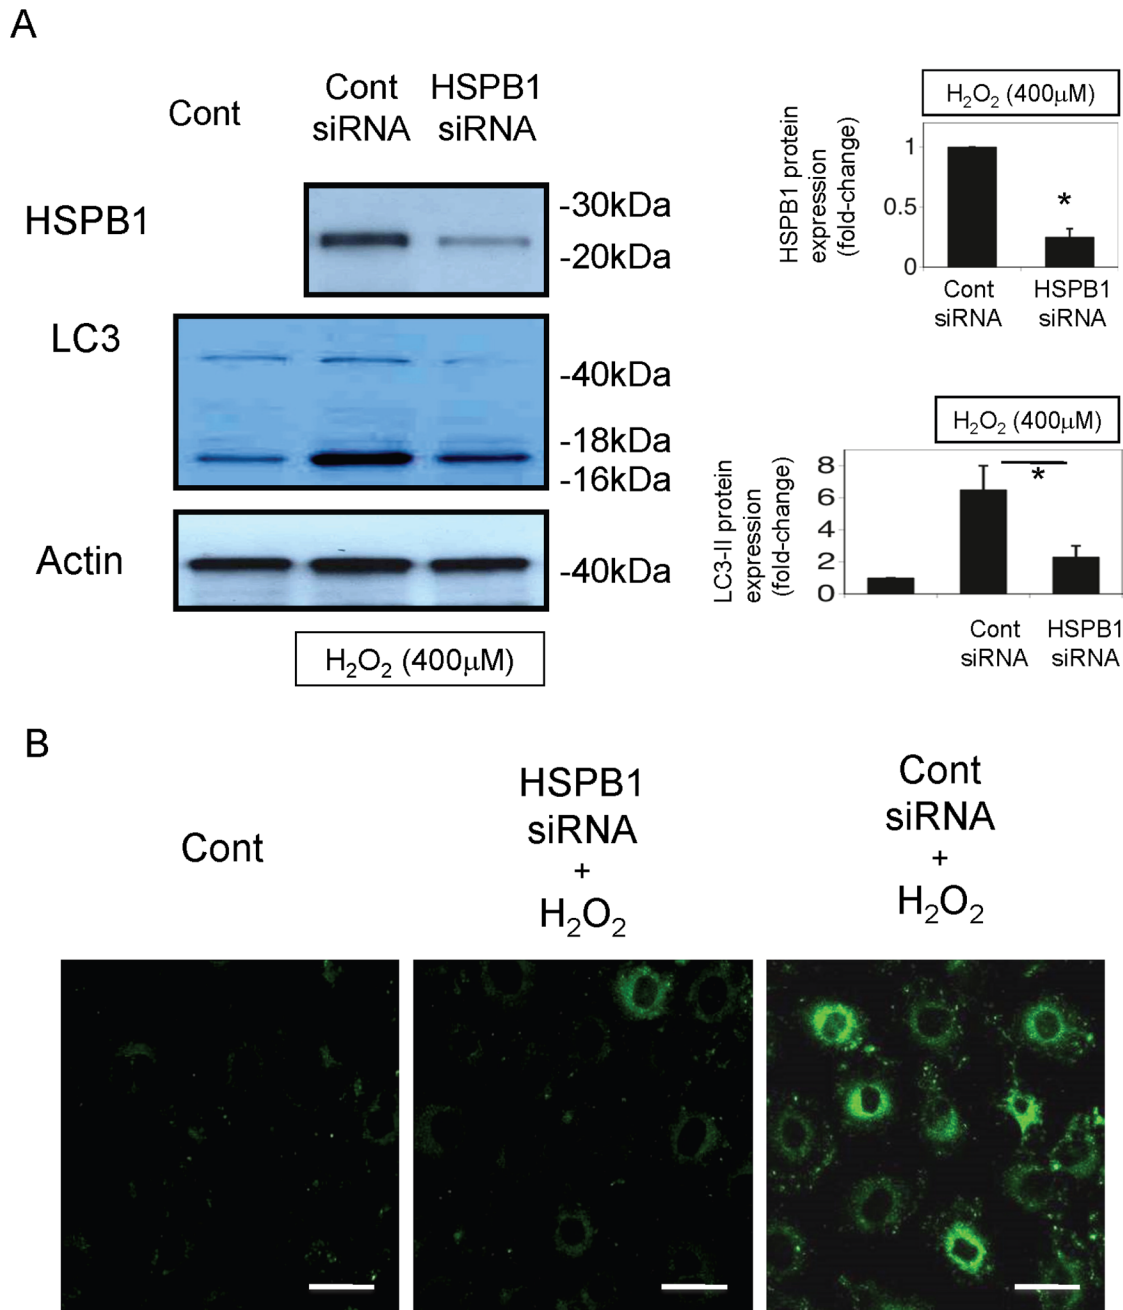 A
Cont
Cont
siRNA
HSPB1
siRNA
HSPB1
-30kDa
-20kDa
LC3
-40kDa
-18kDa
-16kDa
Actin
-40kDa
H₂O₂ (400μM)
H₂O₂ (400μM)
HSPB1 protein
expression
(fold-change)
1
0.5
0
*
Cont
siRNA
HSPB1
siRNA
H₂O₂ (400μM)
LC3-II protein
expression
(fold-change)
8
6
4
2
0
*
Cont
siRNA
HSPB1
siRNA
B
Cont
HSPB1
siRNA
+
H₂O₂
Cont
siRNA
+
H₂O₂